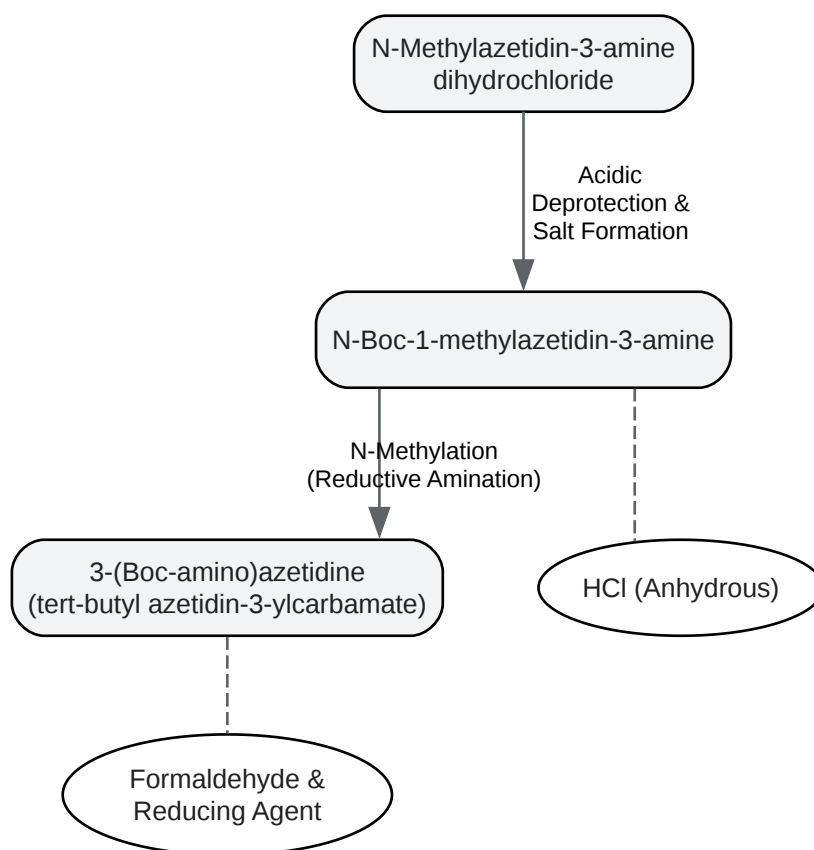 N-Methylazetidin-3-amine
dihydrochloride
Acidic
Deprotection &
Salt Formation
N-Boc-1-methylazetidin-3-amine
N-Methylation
(Reductive Amination)
3-(Boc-amino)azetidine
(tert-butyl azetidin-3-ylcarbamate)
HCl (Anhydrous)
Formaldehyde &
Reducing Agent